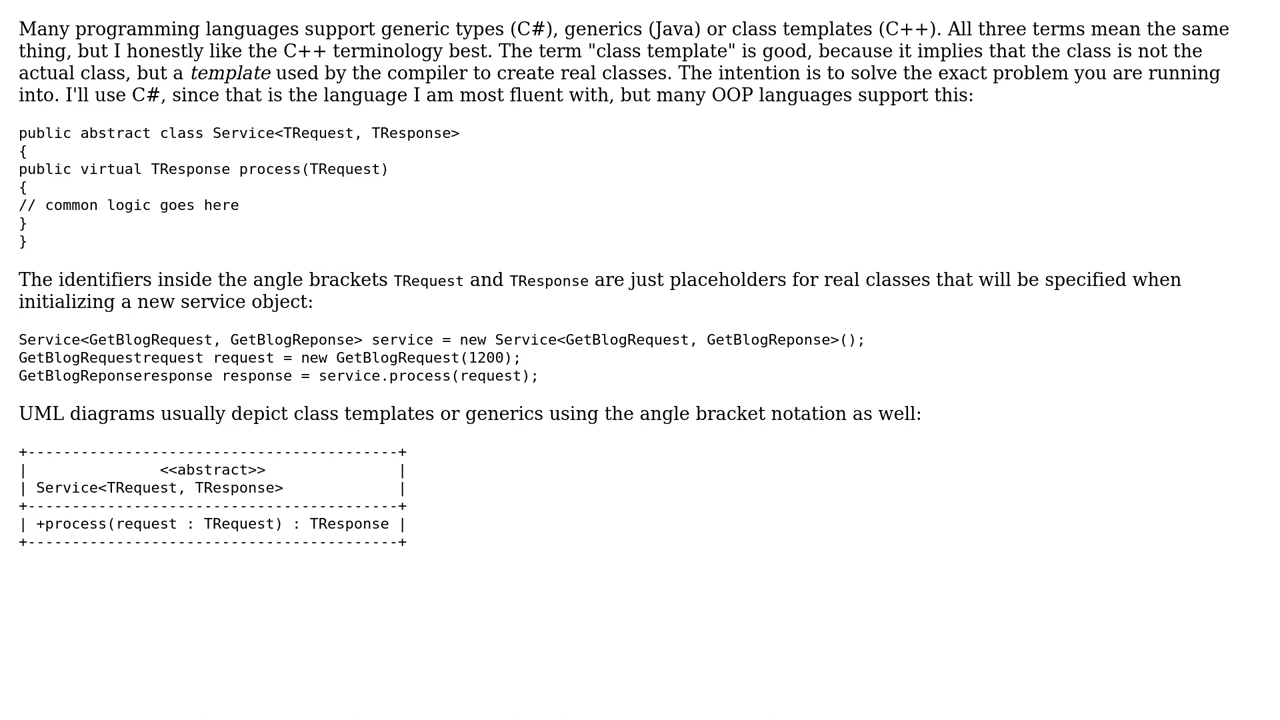 Many programming languages support generic types (C#), generics (Java) or class templates (C++). All three terms mean the same
thing, but I honestly like the C++ terminology best. The term "class template" is good, because it implies that the class is not the
actual class, but a template used by the compiler to create real classes. The intention is to solve the exact problem you are running
into. I'll use C#, since that is the language I am most fluent with, but many OOP languages support this:
public abstract class Service<TRequest, TResponse>
{
public virtual TResponse process(TRequest)
{
// common logic goes here
}
}
The identifiers inside the angle brackets TRequest and TResponse are just placeholders for real classes that will be specified when
initializing a new service object:
Service<GetBlogRequest, GetBlogReponse> service = new Service<GetBlogRequest, GetBlogReponse>();
GetBlogRequestrequest request = new GetBlogRequest(1200);
GetBlogReponseresponse response = service.process(request);
UML diagrams usually depict class templates or generics using the angle bracket notation as well:
+------------------------------------------+
|               <<abstract>>               |
| Service<TRequest, TResponse>             |
+------------------------------------------+
| +process(request : TRequest) : TResponse |
+------------------------------------------+